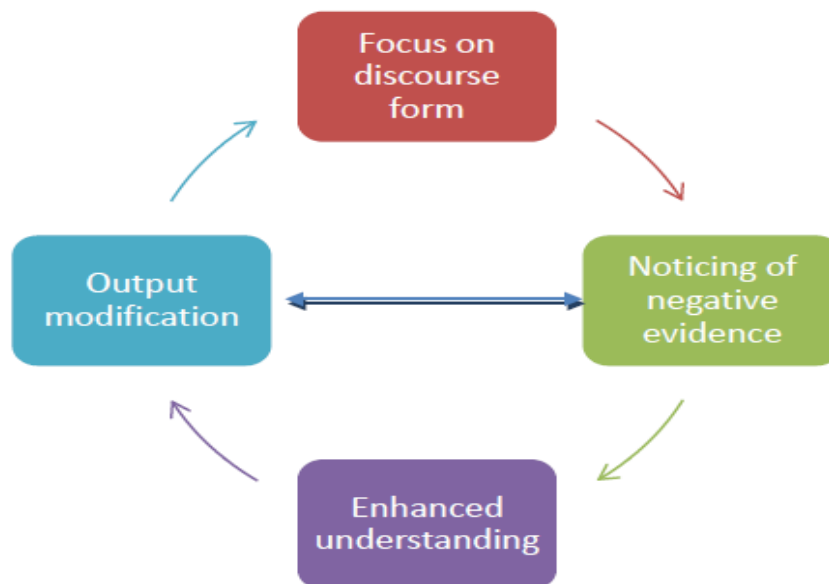 Focus on
discourse
form
Output
modification
Noticing of
negative
evidence
Enhanced
understanding